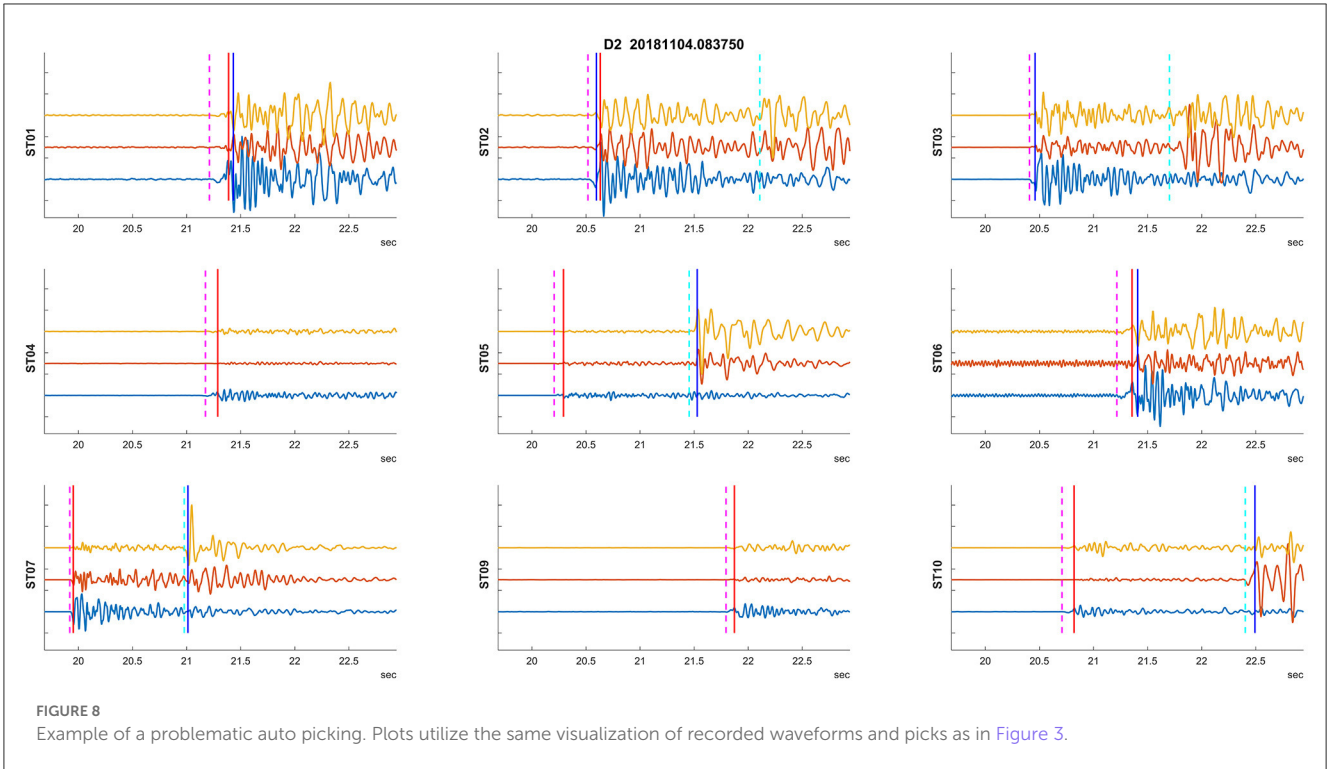 D2 20181104.083750
ST01
20 20.5 21 21.5 22 22.5
sec
ST02
20 20.5 21 21.5 22 22.5
sec
ST03
20 20.5 21 21.5 22 22.5
sec
ST04
20 20.5 21 21.5 22 22.5
sec
ST05
20 20.5 21 21.5 22 22.5
sec
ST06
20 20.5 21 21.5 22 22.5
sec
ST07
20 20.5 21 21.5 22 22.5
sec
ST09
20 20.5 21 21.5 22 22.5
sec
ST10
20 20.5 21 21.5 22 22.5
sec
FIGURE 8
Example of a problematic auto picking. Plots utilize the same visualization of recorded waveforms and picks as in Figure 3.